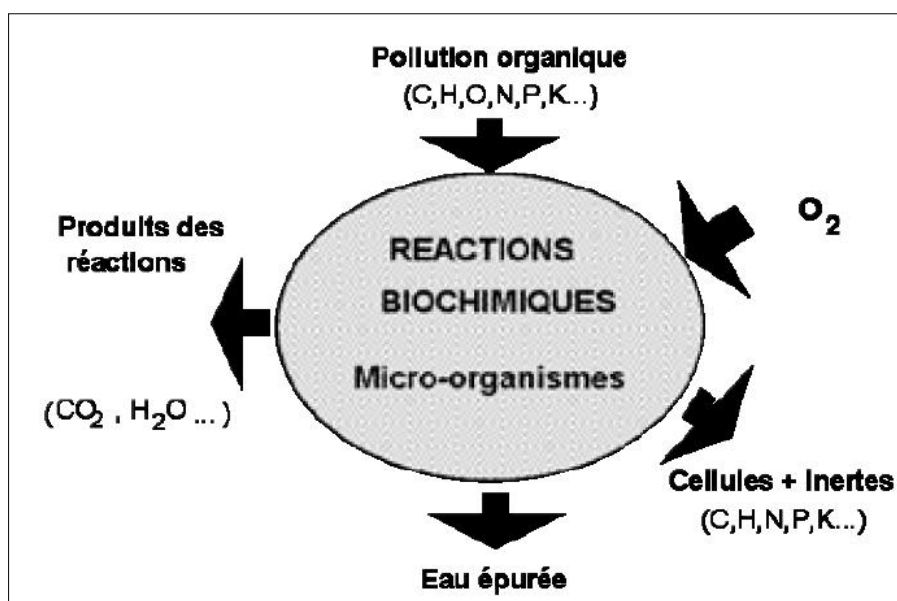 Pollution organique
(C,H,O,N,P,K...)
O2
Produits des
réactions
REACTIONS
BIOCHIMIQUES
Micro-organismes
(CO2 , H2O ... )
Cellules + Inertes
(C,H,N,P,K...)
Eau épurée